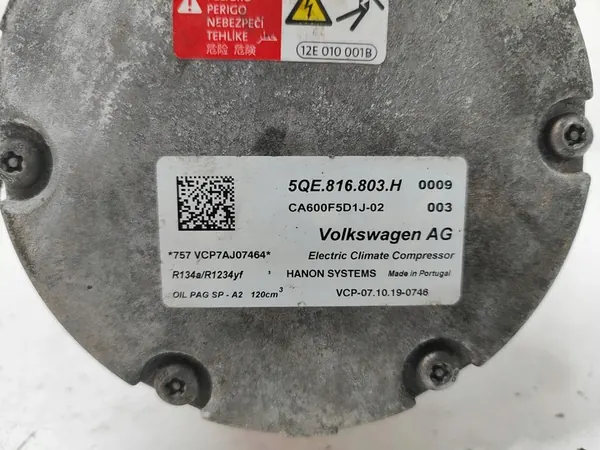 PERIGO
NEBEZPEČÍ
TEHLİKE خطر
危险 危險
12E 010 001B
5QE.816.803.H 0009
CA600F5D1J-02 003
Volkswagen AG
*757 VCP7AJ07464* Electric Climate Compressor
R134a/R1234yf , HANON SYSTEMS Made in Portugal
OIL PAG SP - A2 120cm³ VCP-07.10.19-0746